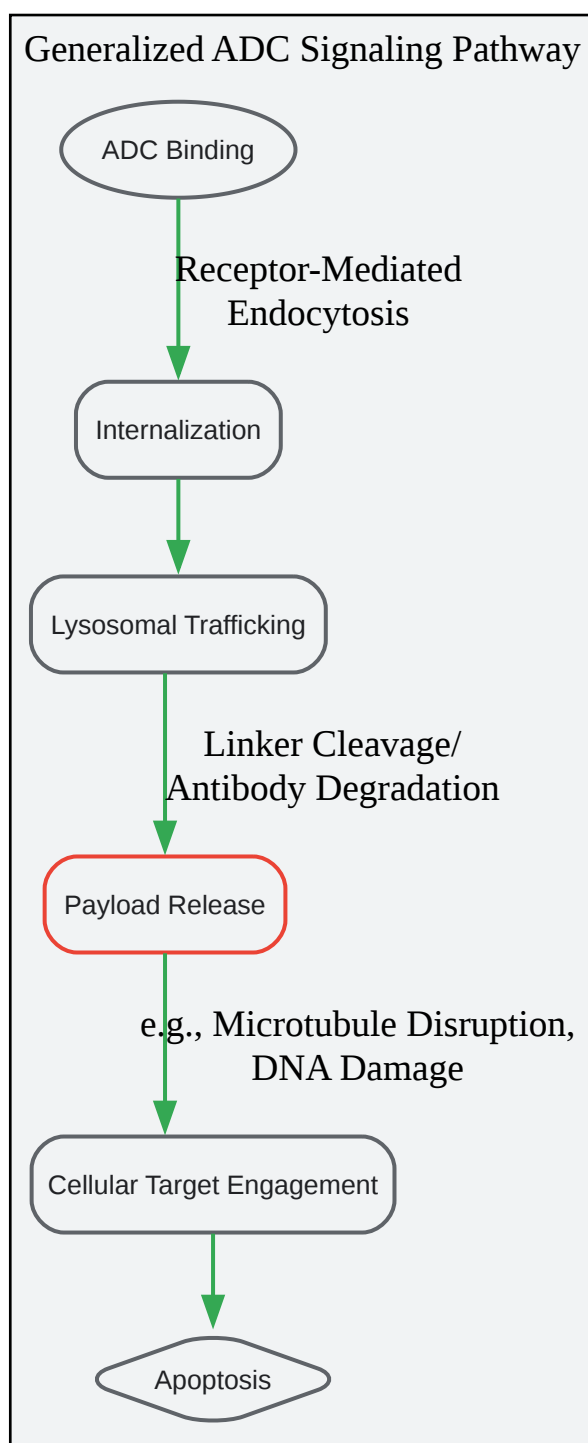 Generalized ADC Signaling Pathway
ADC Binding
Receptor-Mediated
Endocytosis
Internalization
Lysosomal Trafficking
Linker Cleavage/
Antibody Degradation
Payload Release
e.g., Microtubule Disruption,
DNA Damage
Cellular Target Engagement
Apoptosis